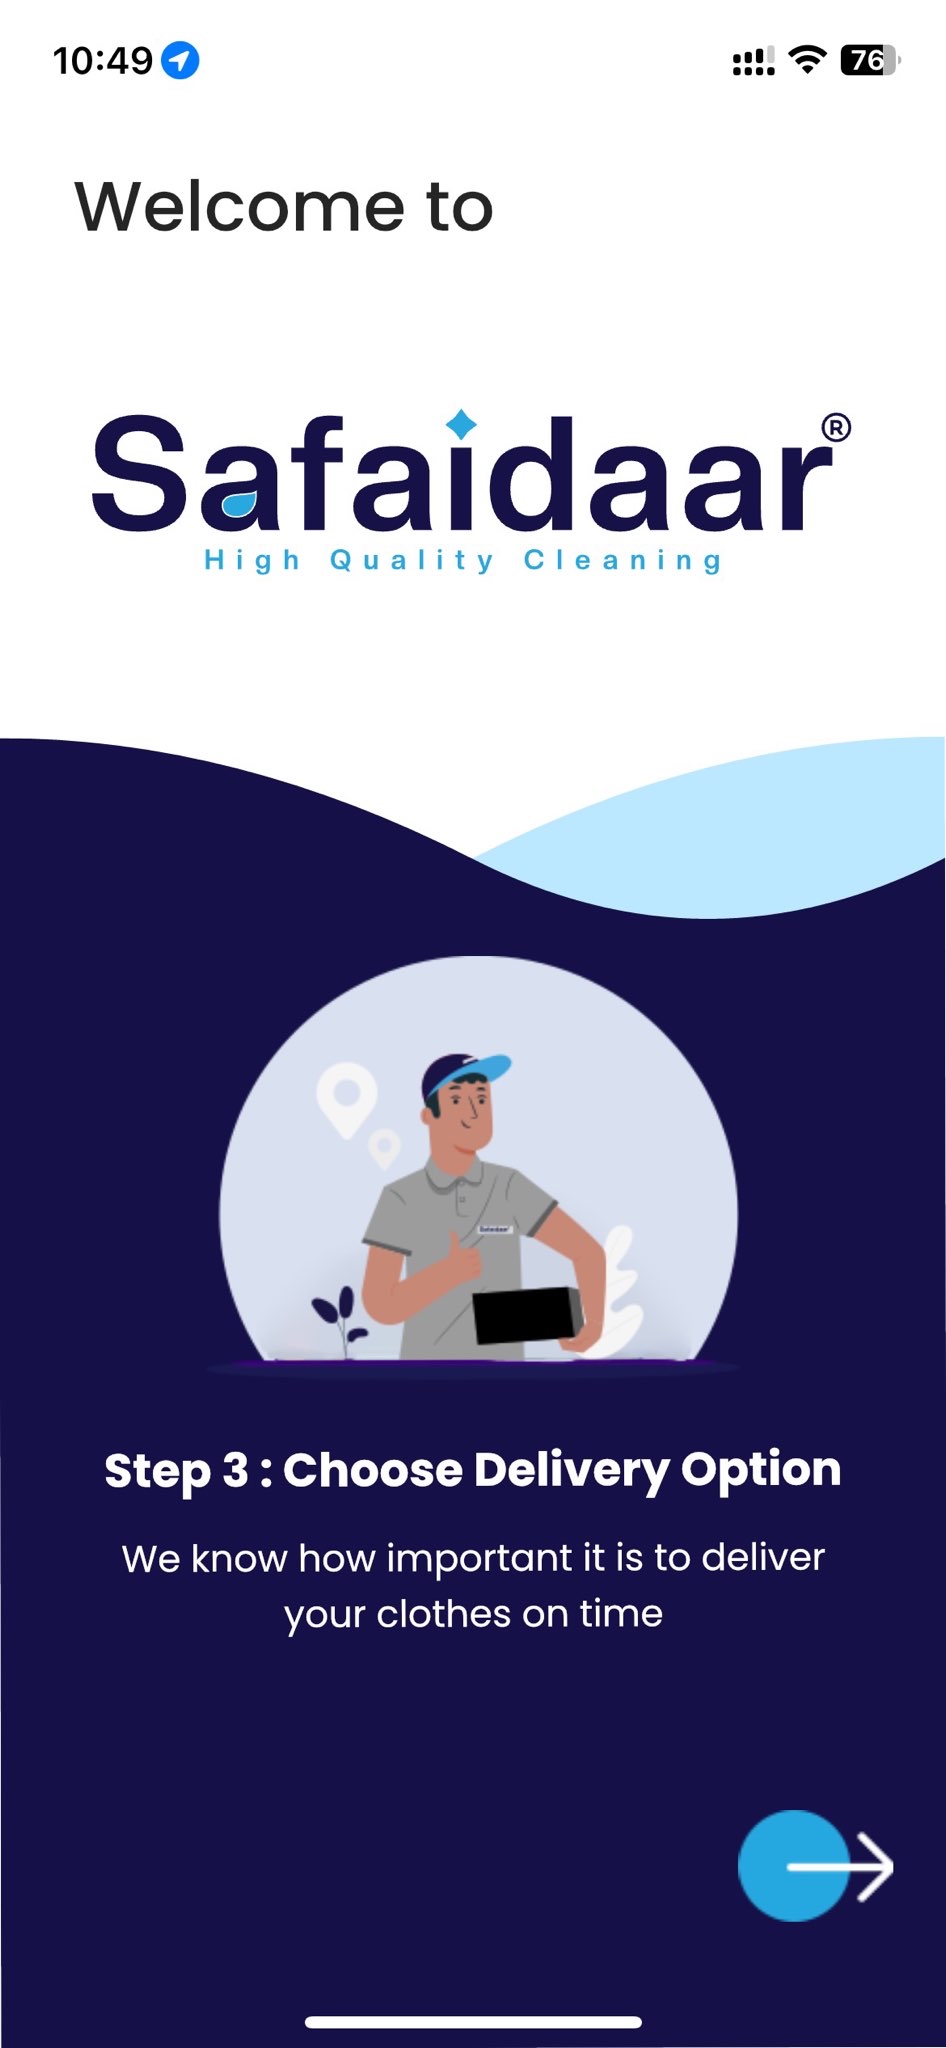 10:49
76
Welcome to
Safaidaar®
High Quality Cleaning
Safaidaar
Step 3 : Choose Delivery Option
We know how important it is to deliver
your clothes on time